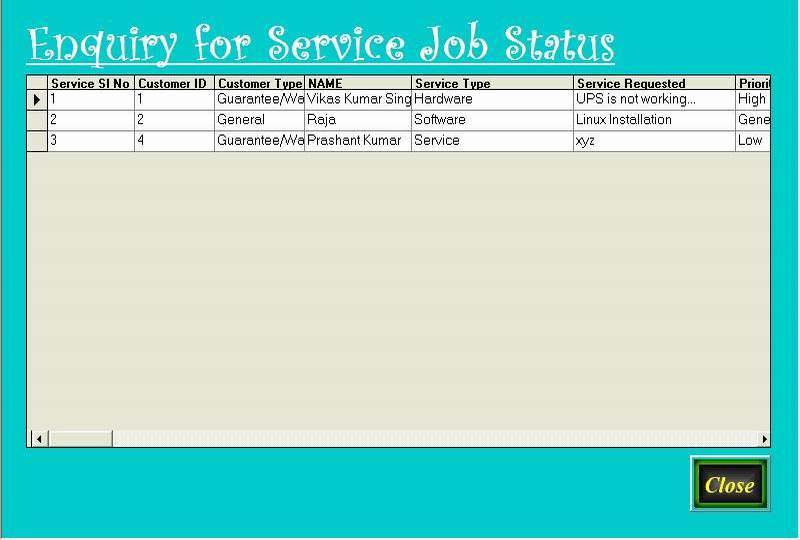 Enquiry for Service Job Status
Service Sl No Customer ID Customer Type NAME Service Type Service Requested Priorit
1 1 Guarantee/Wa Vikas Kumar Sing Hardware UPS is not working... High
2 2 General Raja Software Linux Installation Gene
3 4 Guarantee/Wa Prashant Kumar Service xyz Low
Close